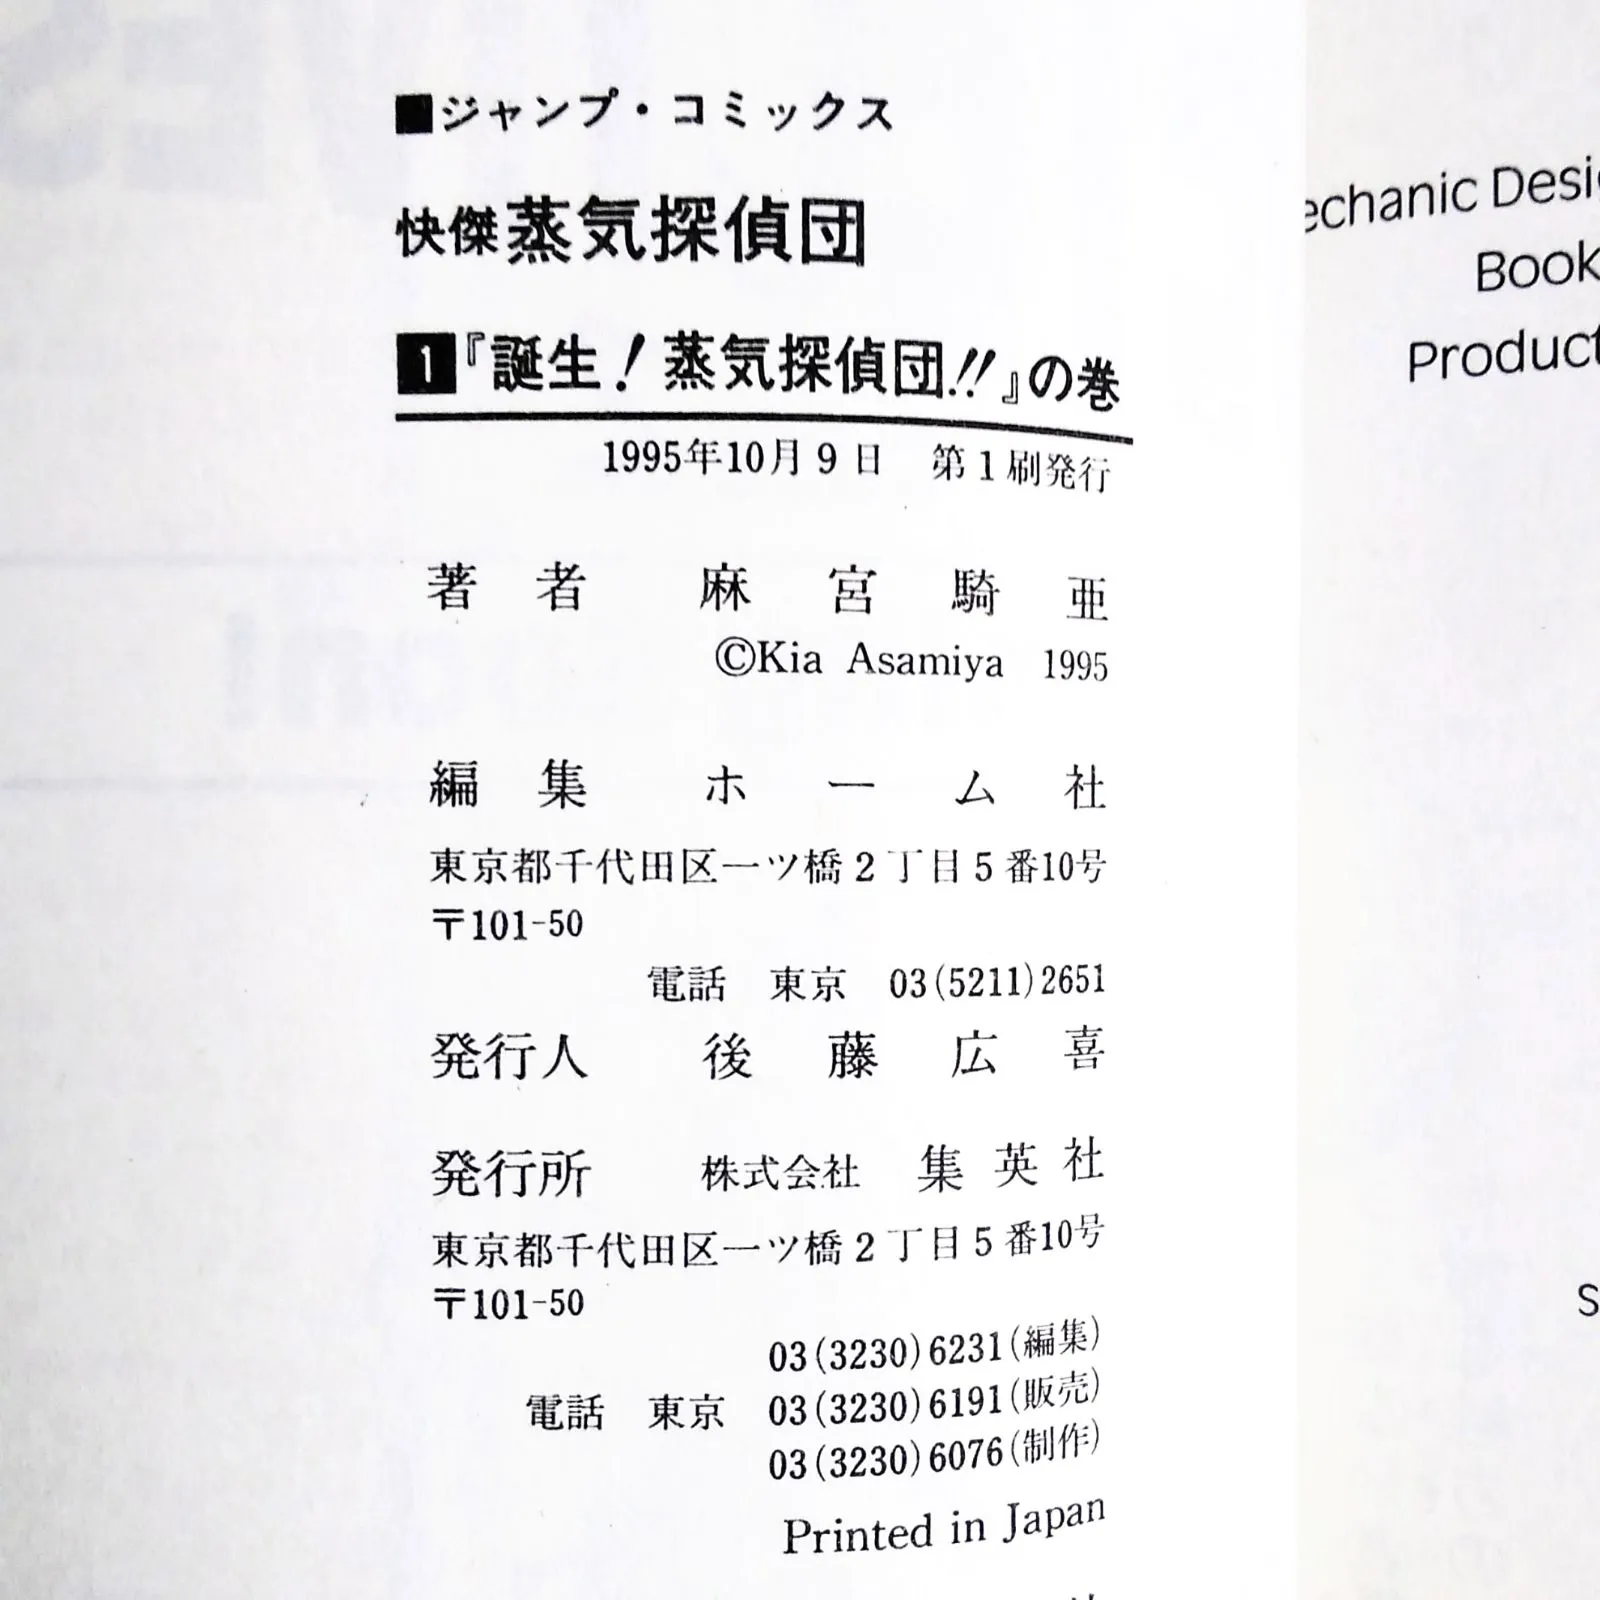 ■ジャンプ・コミックス
快傑蒸気探偵団
1『誕生!蒸気探偵団!!』の巻
1995年10月9日 第1刷発行
著者 麻宮騎亜
©Kia Asamiya 1995
編集 ホーム社
東京都千代田区一ツ橋2丁目5番10号
〒101-50
電話 東京 03(5211)2651
発行人 後藤広喜
発行所 株式会社 集英社
東京都千代田区一ツ橋2丁目5番10号
〒101-50
03(3230)6231(編集)
電話 東京 03(3230)6191(販売)
03(3230)6076(制作)
Printed in Japan
echanic Desi
Book
Product